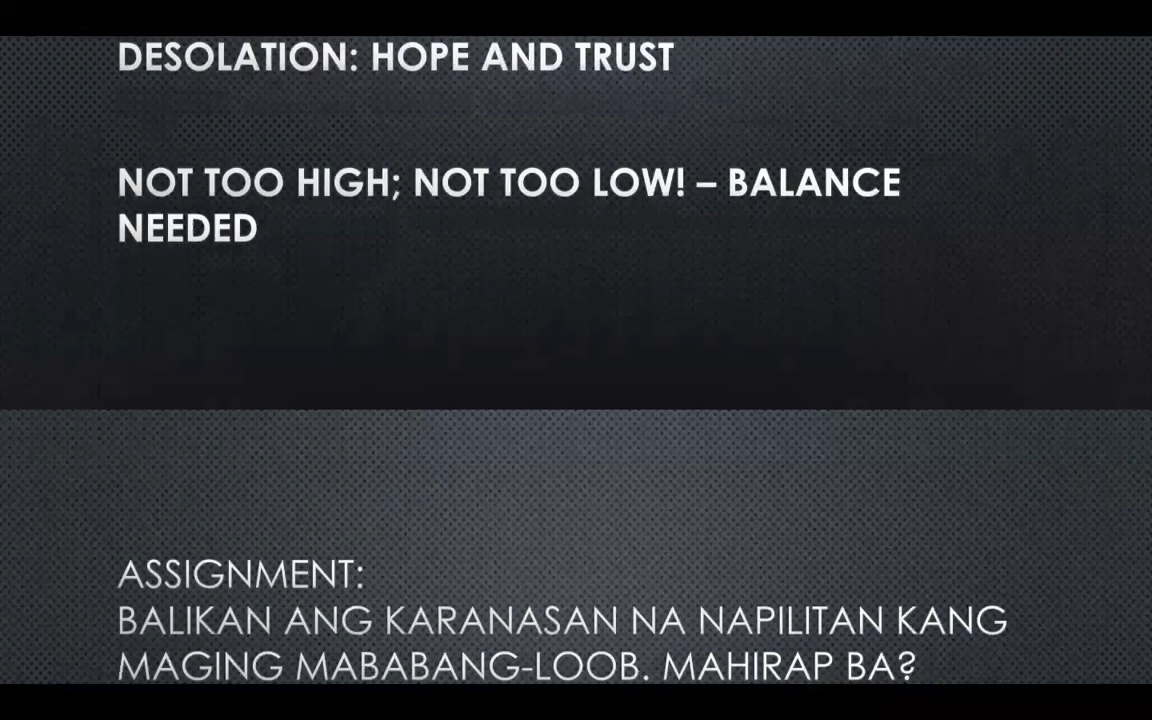 DESOLATION: HOPE AND TRUST
NOT TOO HIGH; NOT TOO LOW! – BALANCE
NEEDED
ASSIGNMENT:
BALIKAN ANG KARANASAN NA NAPILITAN KANG
MAGING MABABANG-LOOB. MAHIRAP BA?